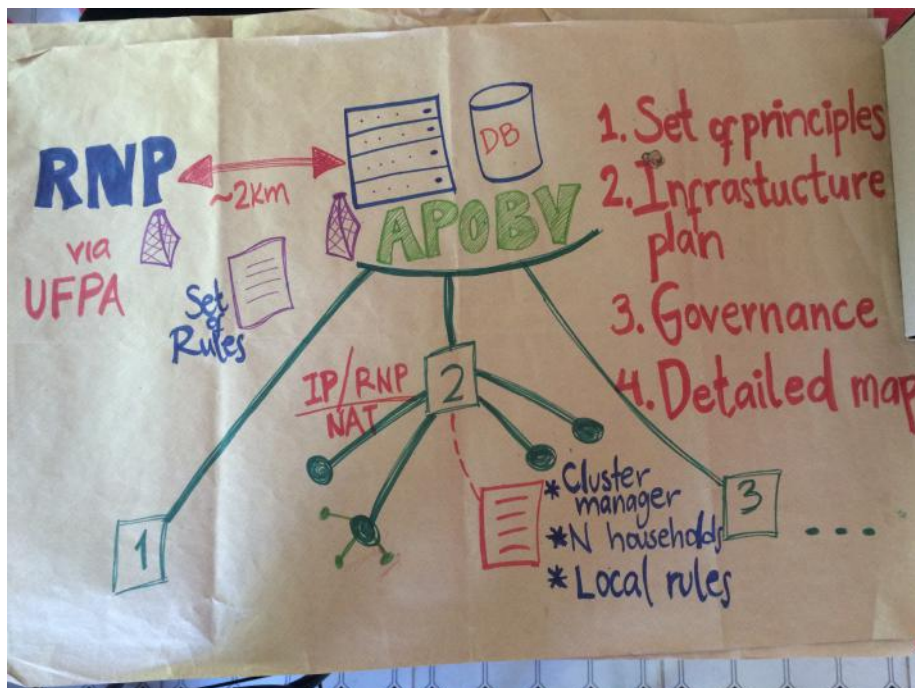 RNP
~2km
via
UFPA
Set
of
Rules
DB
APOBV
IP/RNP
NAT
1
2
3
....
* Cluster
manager
* N households
* Local rules
1. Set of principles
2. Infrastucture
plan
3. Governance
4. Detailed map